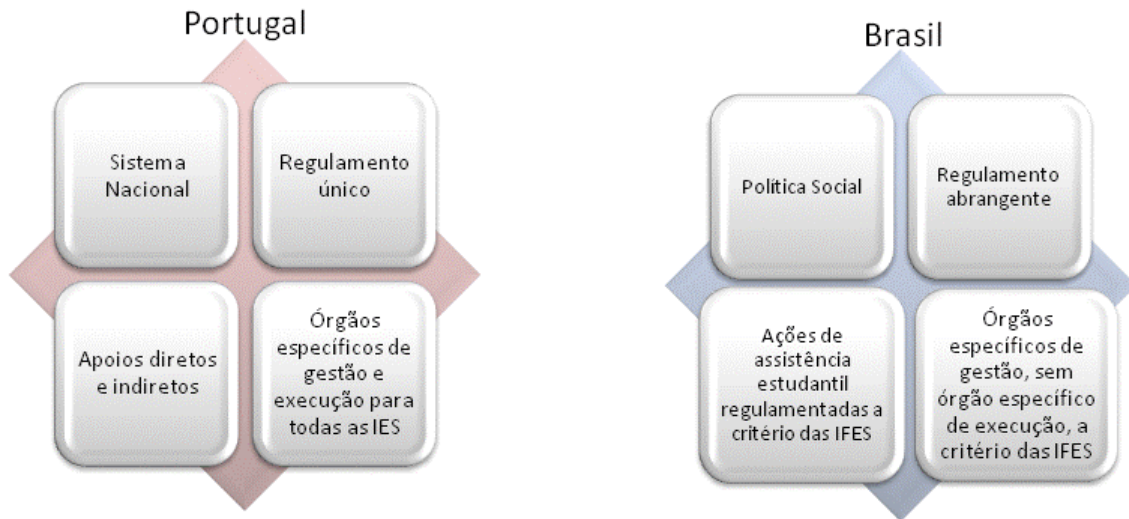 Portugal
Sistema
Nacional
Regulamento
único
Apoios diretos
e indiretos
Órgãos
específicos de
gestão e
execução para
todas as IES
Brasil
Política Social
Regulamento
abrangente
Ações de
assistência
estudantil
regulamentadas a
critério das IFES
Órgãos
específicos de
gestão, sem
órgão específico
de execução, a
critério das IFES